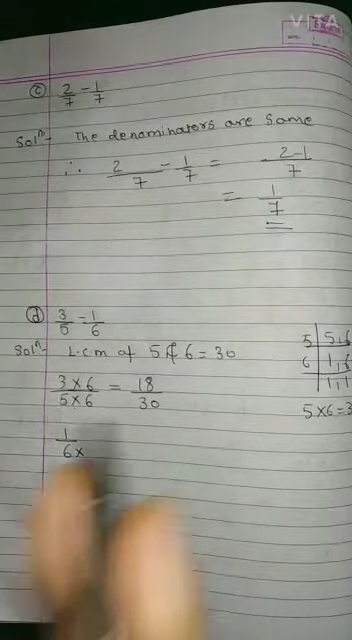 VITA
(c) 2/7 - 1/7
Solⁿ- The denominators are same
∴ 2/7 - 1/7 = 2-1/7
= 1/7
(d) 3/5 - 1/6
Solⁿ- L.c.m of 5 & 6 = 30
5 | 5, 6
6 | 1, 6
1, 1
3×6/5×6 = 18/30
5×6=3
1/6×